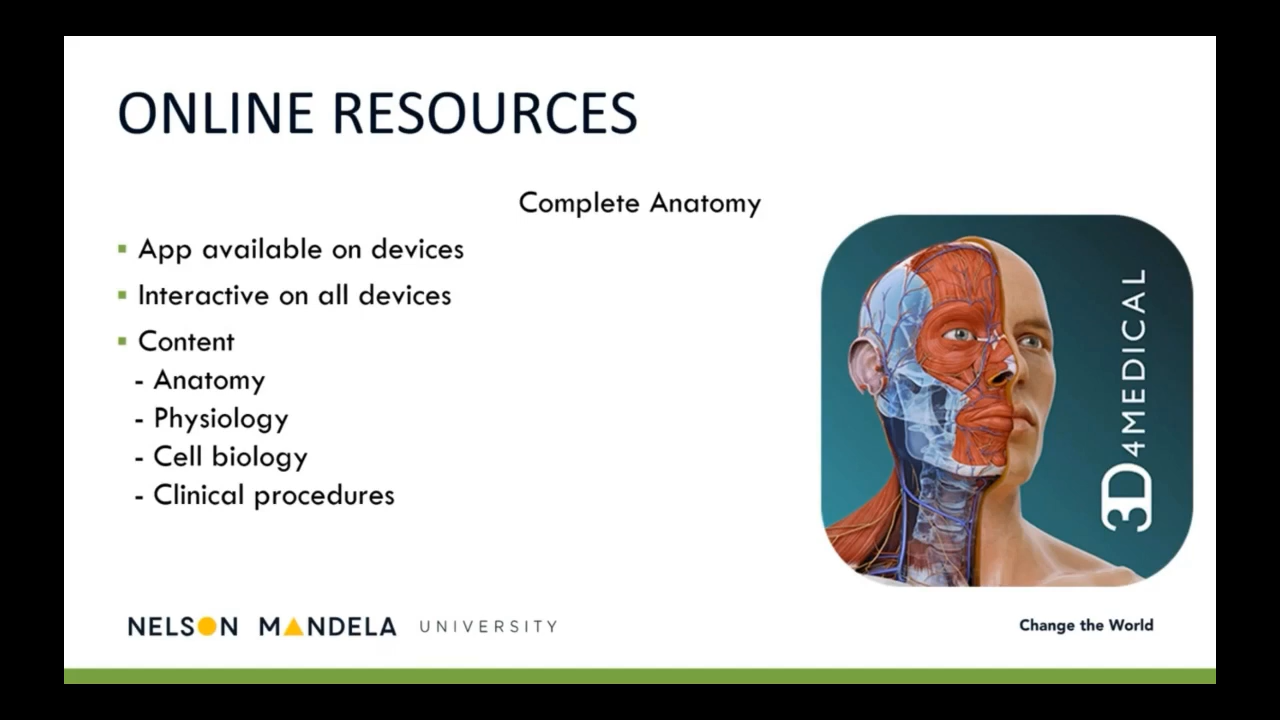 ONLINE RESOURCES
Complete Anatomy
▪ App available on devices
▪ Interactive on all devices
▪ Content
- Anatomy
- Physiology
- Cell biology
- Clinical procedures
3D4MEDICAL
NELSON MANDELA UNIVERSITY
Change the World